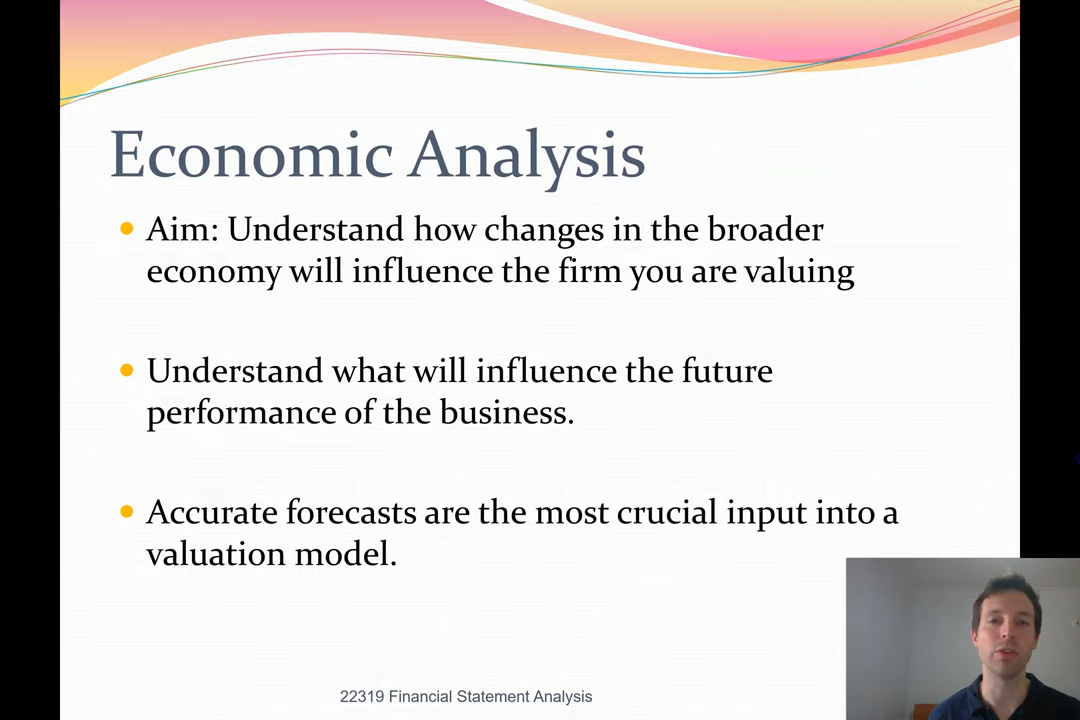 Economic Analysis
Aim: Understand how changes in the broader
economy will influence the firm you are valuing
Understand what will influence the future
performance of the business.
Accurate forecasts are the most crucial input into a
valuation model.
22319 Financial Statement Analysis